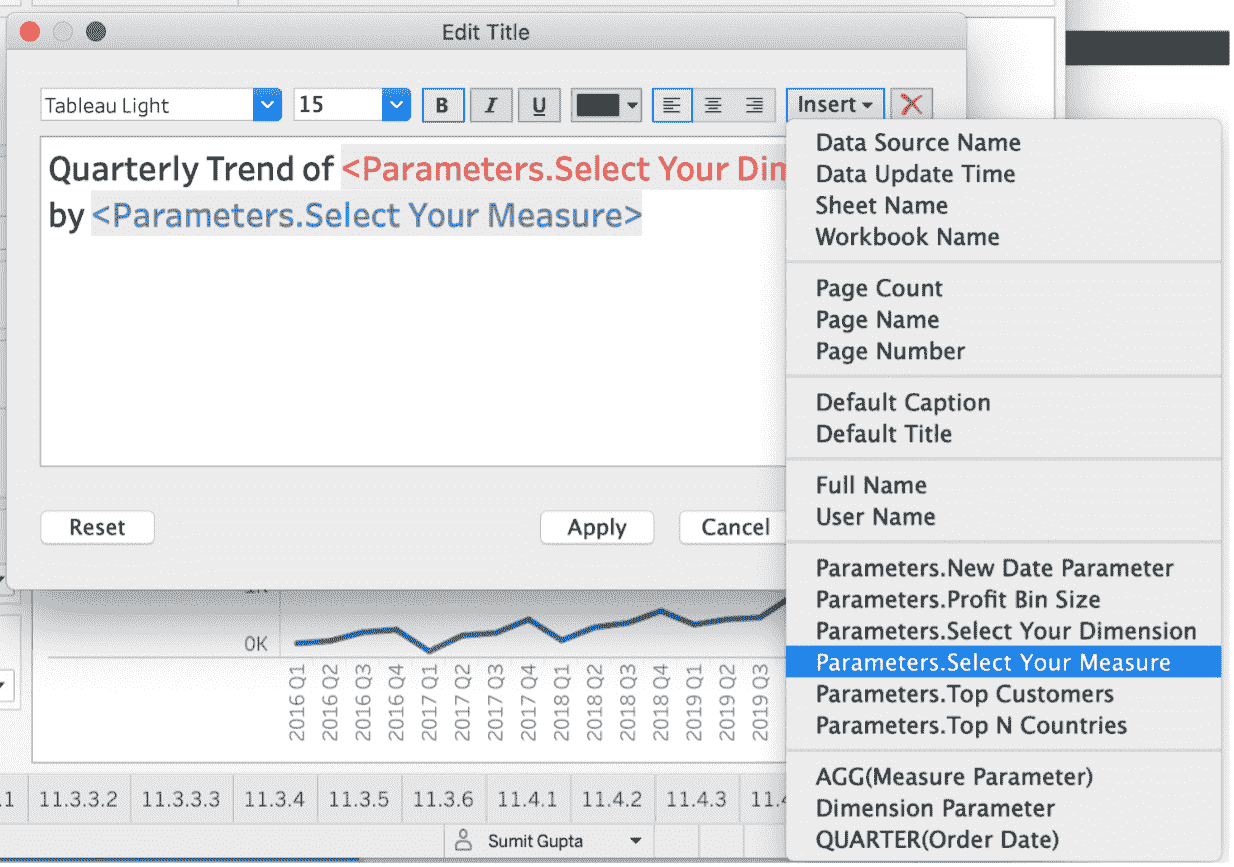 Edit Title
Tableau Light
15
B
I
U
Insert
Quarterly Trend of <Parameters.Select Your Dim
by <Parameters.Select Your Measure>
Reset
Apply
Cancel
Data Source Name
Data Update Time
Sheet Name
Workbook Name
Page Count
Page Name
Page Number
Default Caption
Default Title
Full Name
User Name
Parameters.New Date Parameter
Parameters.Profit Bin Size
Parameters.Select Your Dimension
Parameters.Select Your Measure
Parameters.Top Customers
Parameters.Top N Countries
AGG(Measure Parameter)
Dimension Parameter
QUARTER(Order Date)
1K
0K
2016 Q1
2016 Q2
2016 Q3
2016 Q4
2017 Q1
2017 Q2
2017 Q3
2017 Q4
2018 Q1
2018 Q2
2018 Q3
2018 Q4
2019 Q1
2019 Q2
2019 Q3
.1 11.3.3.2 11.3.3.3 11.3.4 11.3.5 11.3.6 11.4.1 11.4.2 11.4.3 11.4
Sumit Gupta